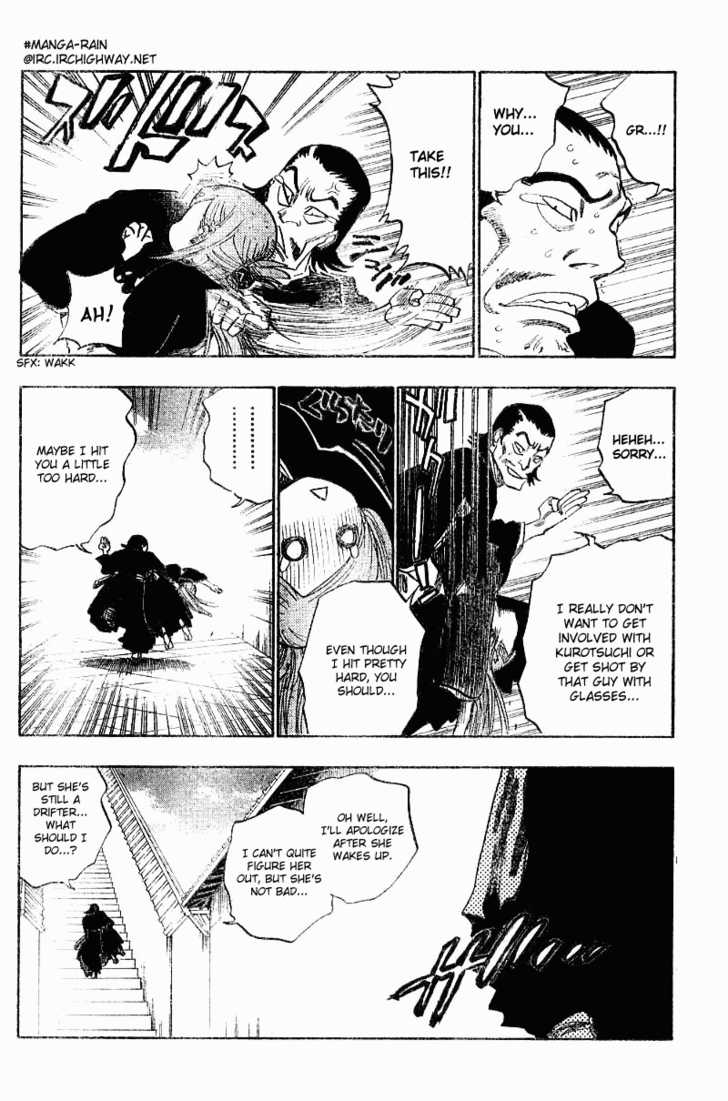 #MANGA-RAIN
@IRC.IRCHIGHWAY.NET
GR...!!
WHY...
YOU...
TAKE
THIS!!
AH!
SFX: WAKK
HEHEH...
SORRY...
I REALLY DON'T
WANT TO GET
INVOLVED WITH
KUROTSUCHI OR
GET SHOT BY
THAT GUY WITH
GLASSES...
EVEN THOUGH
I HIT PRETTY
HARD, YOU
SHOULD...
MAYBE I HIT
YOU A LITTLE
TOO HARD...
OH WELL,
I'LL APOLOGIZE
AFTER SHE
WAKES UP.
I CAN'T QUITE
FIGURE HER
OUT, BUT SHE'S
NOT BAD...
BUT SHE'S
STILL A
DRIFTER...
WHAT
SHOULD I
DO...?